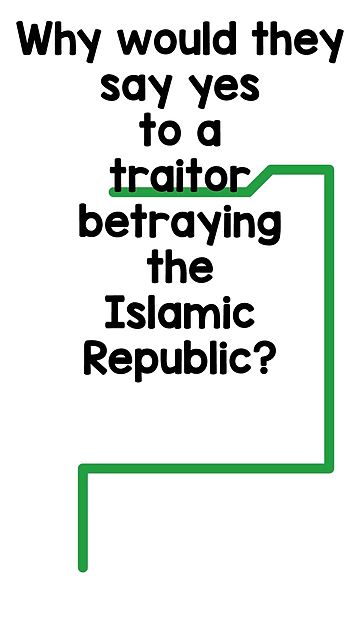 Why would they
say yes
to a
traitor
betraying
the
Islamic
Republic?